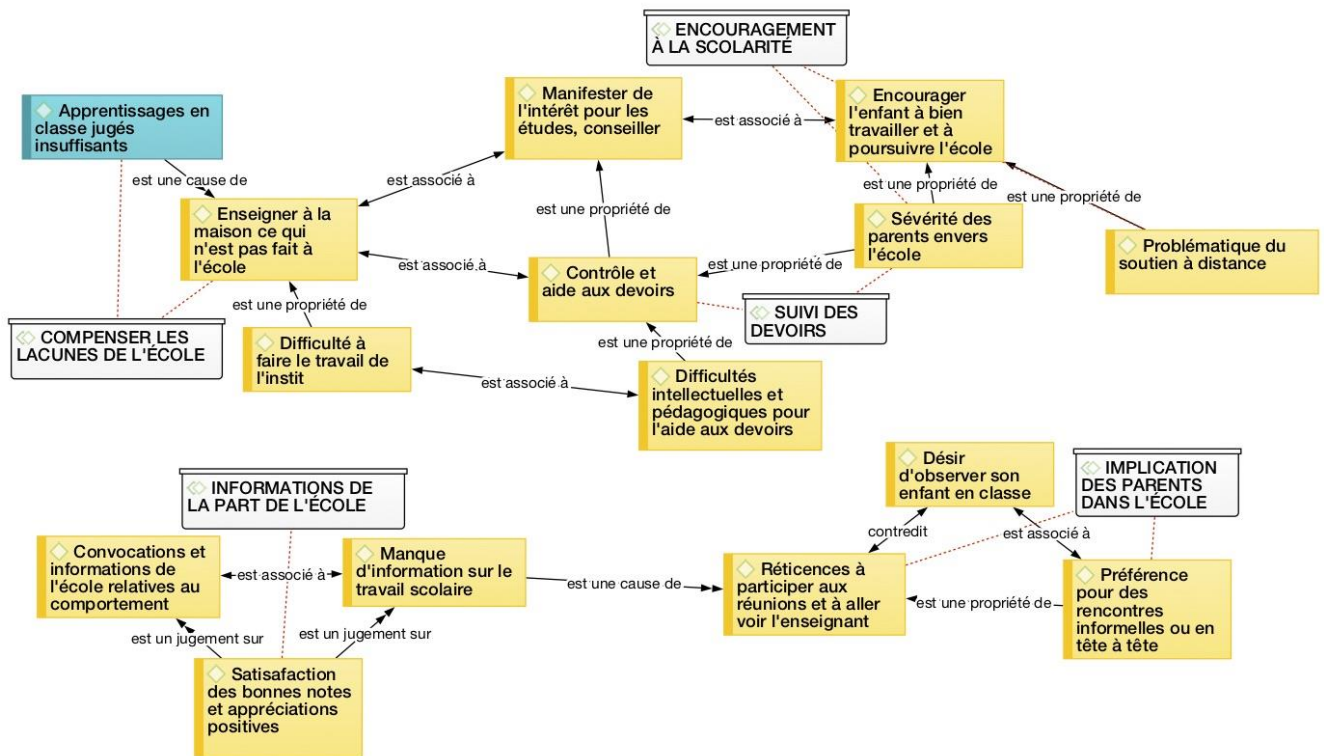 ENCOURAGEMENT
À LA SCOLARITÉ
Apprentissages en
classe jugés
insuffisants
Manifester de
l'intérêt pour les
études, conseiller
est associé à
Encourager
l'enfant à bien
travailler et à
poursuivre l'école
est une cause de
est associé à
est une propriété de
est une propriété de
est une propriété de
Enseigner à la
maison ce qui
n'est pas fait à
l'école
Sévérité des
parents envers
l'école
Problématique du
soutien à distance
est associé à
Contrôle et
aide aux devoirs
est une propriété de
est une propriété de
COMPENSER LES
LACUNES DE L'ÉCOLE
SUIVI DES
DEVOIRS
Difficulté à
faire le travail de
l'instit
est une propriété de
est associé à
Difficultés
intellectuelles et
pédagogiques pour
l'aide aux devoirs
INFORMATIONS DE
LA PART DE L'ÉCOLE
Désir
d'observer son
enfant en classe
IMPLICATION
DES PARENTS
DANS L'ÉCOLE
contredit
est associé à
Convocations et
informations de
l'école relatives au
comportement
est associé à
Manque
d'information sur le
travail scolaire
est une cause de
Réticences à
participer aux
réunions et à aller
voir l'enseignant
est une propriété de
Préférence
pour des
rencontres
informelles ou en
tête à tête
est un jugement sur
est un jugement sur
Satisafaction
des bonnes notes
et appréciations
positives